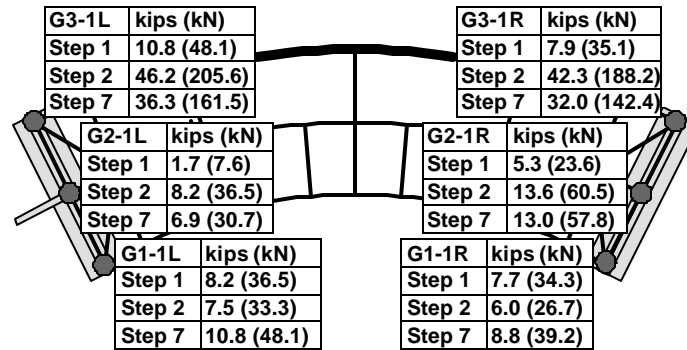 G3-1L kips (kN)
Step 1 10.8 (48.1)
Step 2 46.2 (205.6)
Step 7 36.3 (161.5)
G3-1R kips (kN)
Step 1 7.9 (35.1)
Step 2 42.3 (188.2)
Step 7 32.0 (142.4)
G2-1L kips (kN)
Step 1 1.7 (7.6)
Step 2 8.2 (36.5)
Step 7 6.9 (30.7)
G2-1R kips (kN)
Step 1 5.3 (23.6)
Step 2 13.6 (60.5)
Step 7 13.0 (57.8)
G1-1L kips (kN)
Step 1 8.2 (36.5)
Step 2 7.5 (33.3)
Step 7 10.8 (48.1)
G1-1R kips (kN)
Step 1 7.7 (34.3)
Step 2 6.0 (26.7)
Step 7 8.8 (39.2)